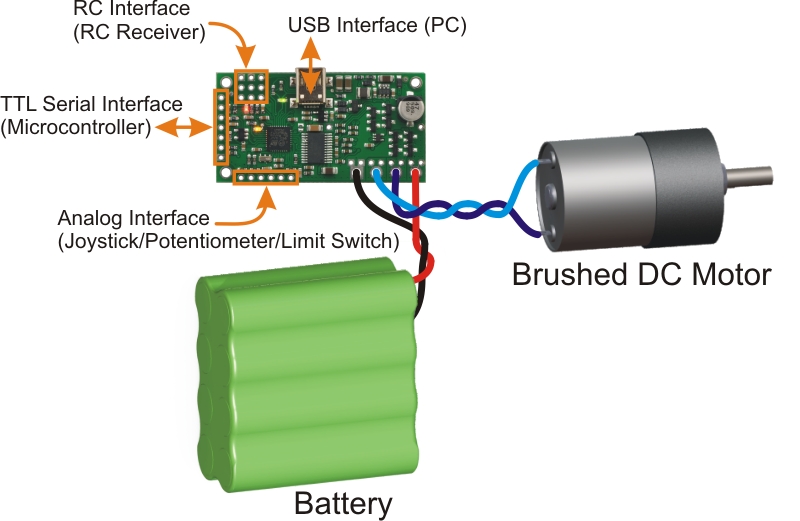 RC Interface
(RC Receiver)
USB Interface (PC)
TTL Serial Interface
(Microcontroller)
Analog Interface
(Joystick/Potentiometer/Limit Switch)
Brushed DC Motor
Battery